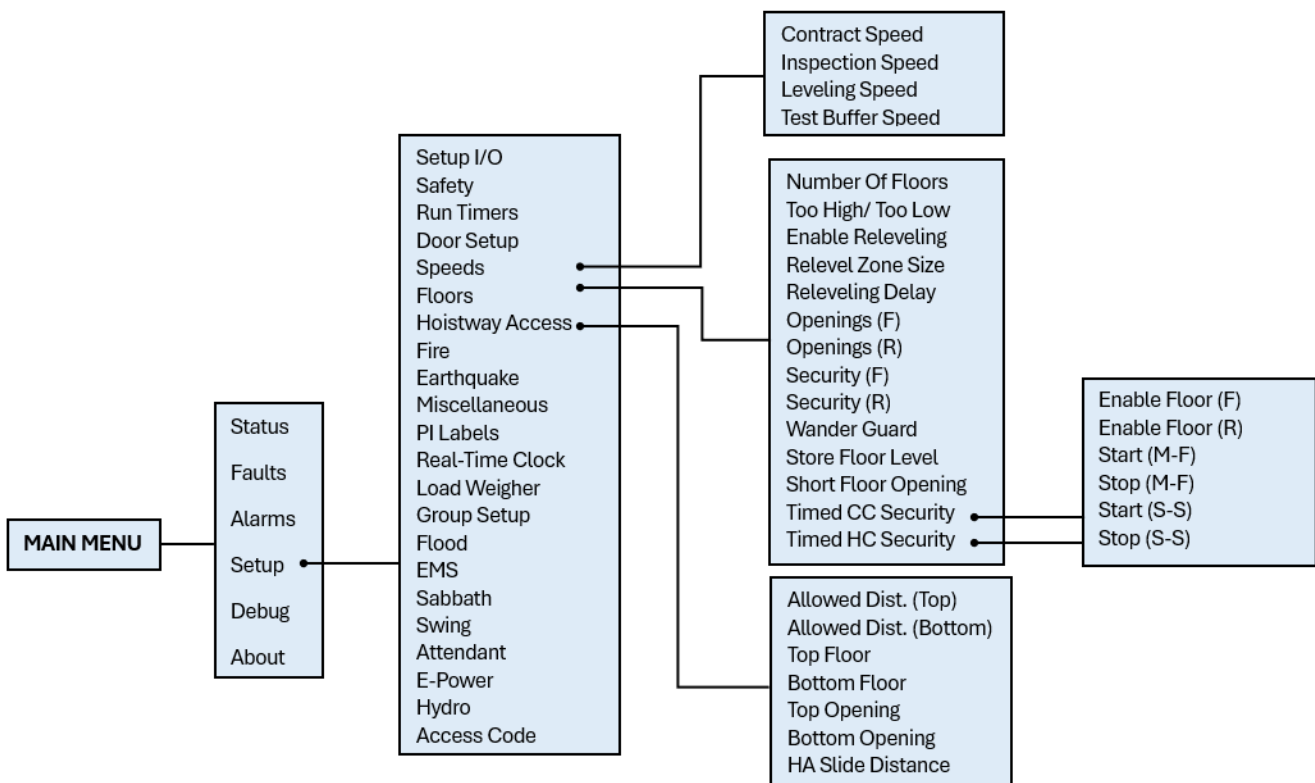 MAIN MENU
Status
Faults
Alarms
Setup
Debug
About
Setup I/O
Safety
Run Timers
Door Setup
Speeds
Floors
Hoistway Access
Fire
Earthquake
Miscellaneous
PI Labels
Real-Time Clock
Load Weigher
Group Setup
Flood
EMS
Sabbath
Swing
Attendant
E-Power
Hydro
Access Code
Contract Speed
Inspection Speed
Leveling Speed
Test Buffer Speed
Number Of Floors
Too High/ Too Low
Enable Releveling
Relevel Zone Size
Releveling Delay
Openings (F)
Openings (R)
Security (F)
Security (R)
Wander Guard
Store Floor Level
Short Floor Opening
Timed CC Security
Timed HC Security
Enable Floor (F)
Enable Floor (R)
Start (M-F)
Stop (M-F)
Start (S-S)
Stop (S-S)
Allowed Dist. (Top)
Allowed Dist. (Bottom)
Top Floor
Bottom Floor
Top Opening
Bottom Opening
HA Slide Distance